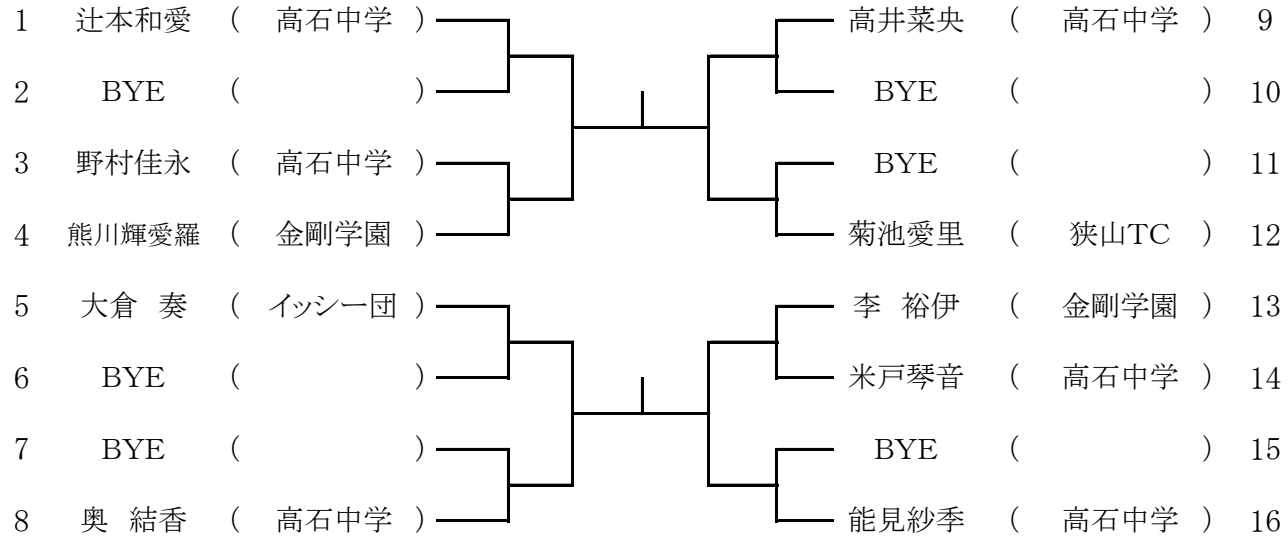 1 辻本和愛 ( 高石中学 ) 高井菜央 ( 高石中学 ) 9
2 BYE ( ) BYE ( ) 10
3 野村佳永 ( 高石中学 ) BYE ( ) 11
4 熊川輝愛羅 ( 金剛学園 ) 菊池愛里 ( 狭山TC ) 12
5 大倉 奏 ( イッシー団 ) 李 裕伊 ( 金剛学園 ) 13
6 BYE ( ) 米戸琴音 ( 高石中学 ) 14
7 BYE ( ) BYE ( ) 15
8 奥 結香 ( 高石中学 ) 能見紗季 ( 高石中学 ) 16